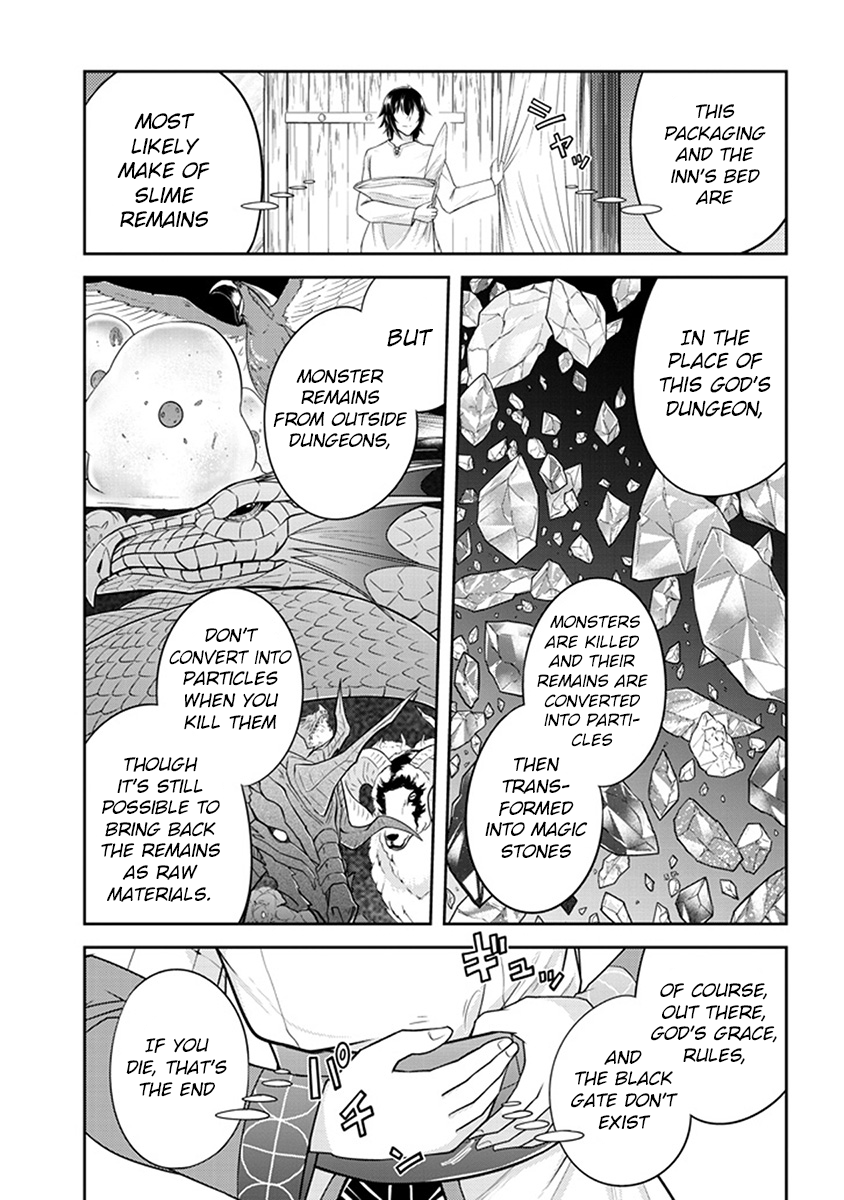 THIS
PACKAGING
AND THE
INN'S BED
ARE
シャッ
MOST
LIKELY
MAKE OF
SLIME
REMAINS
IN THE
PLACE OF
THIS GOD'S
DUNGEON,
MONSTERS
ARE KILLED
AND THEIR
REMAINS ARE
CONVERTED
INTO PARTI-
CLES
THEN
TRANS-
FORMED
INTO MAGIC
STONES
BUT
MONSTER
REMAINS
FROM OUTSIDE
DUNGEONS,
DON'T
CONVERT INTO
PARTICLES
WHEN YOU
KILL THEM
THOUGH
IT'S STILL
POSSIBLE TO
BRING BACK
THE REMAINS
AS RAW
MATERIALS.
OF COURSE,
OUT THERE,
GOD'S GRACE,
RULES,
AND
THE BLACK
GATE DON'T
EXIST
ギュッ
パチン
IF YOU
DIE, THAT'S
THE END